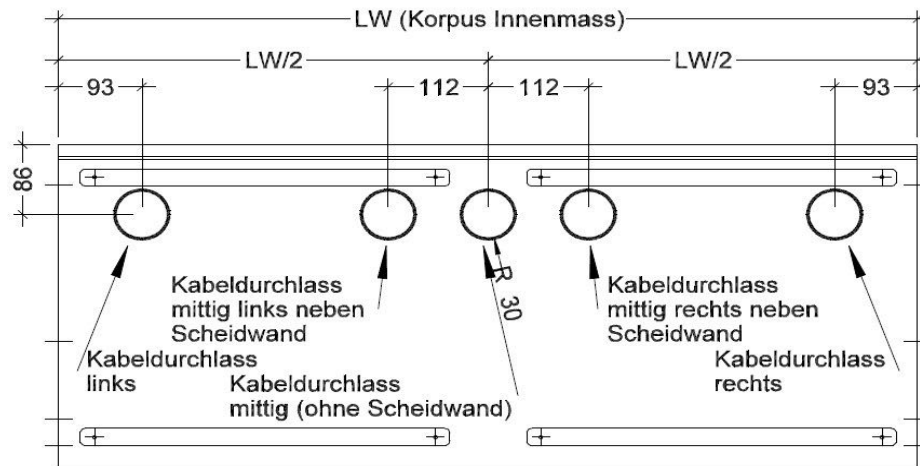 LW (Korpus Innenmass)
LW/2
LW/2
93
112
112
93
86
R 30
Kabeldurchlass
mittig links neben
Scheidwand
Kabeldurchlass
mittig rechts neben
Scheidwand
Kabeldurchlass
links
Kabeldurchlass
mittig (ohne Scheidwand)
Kabeldurchlass
rechts